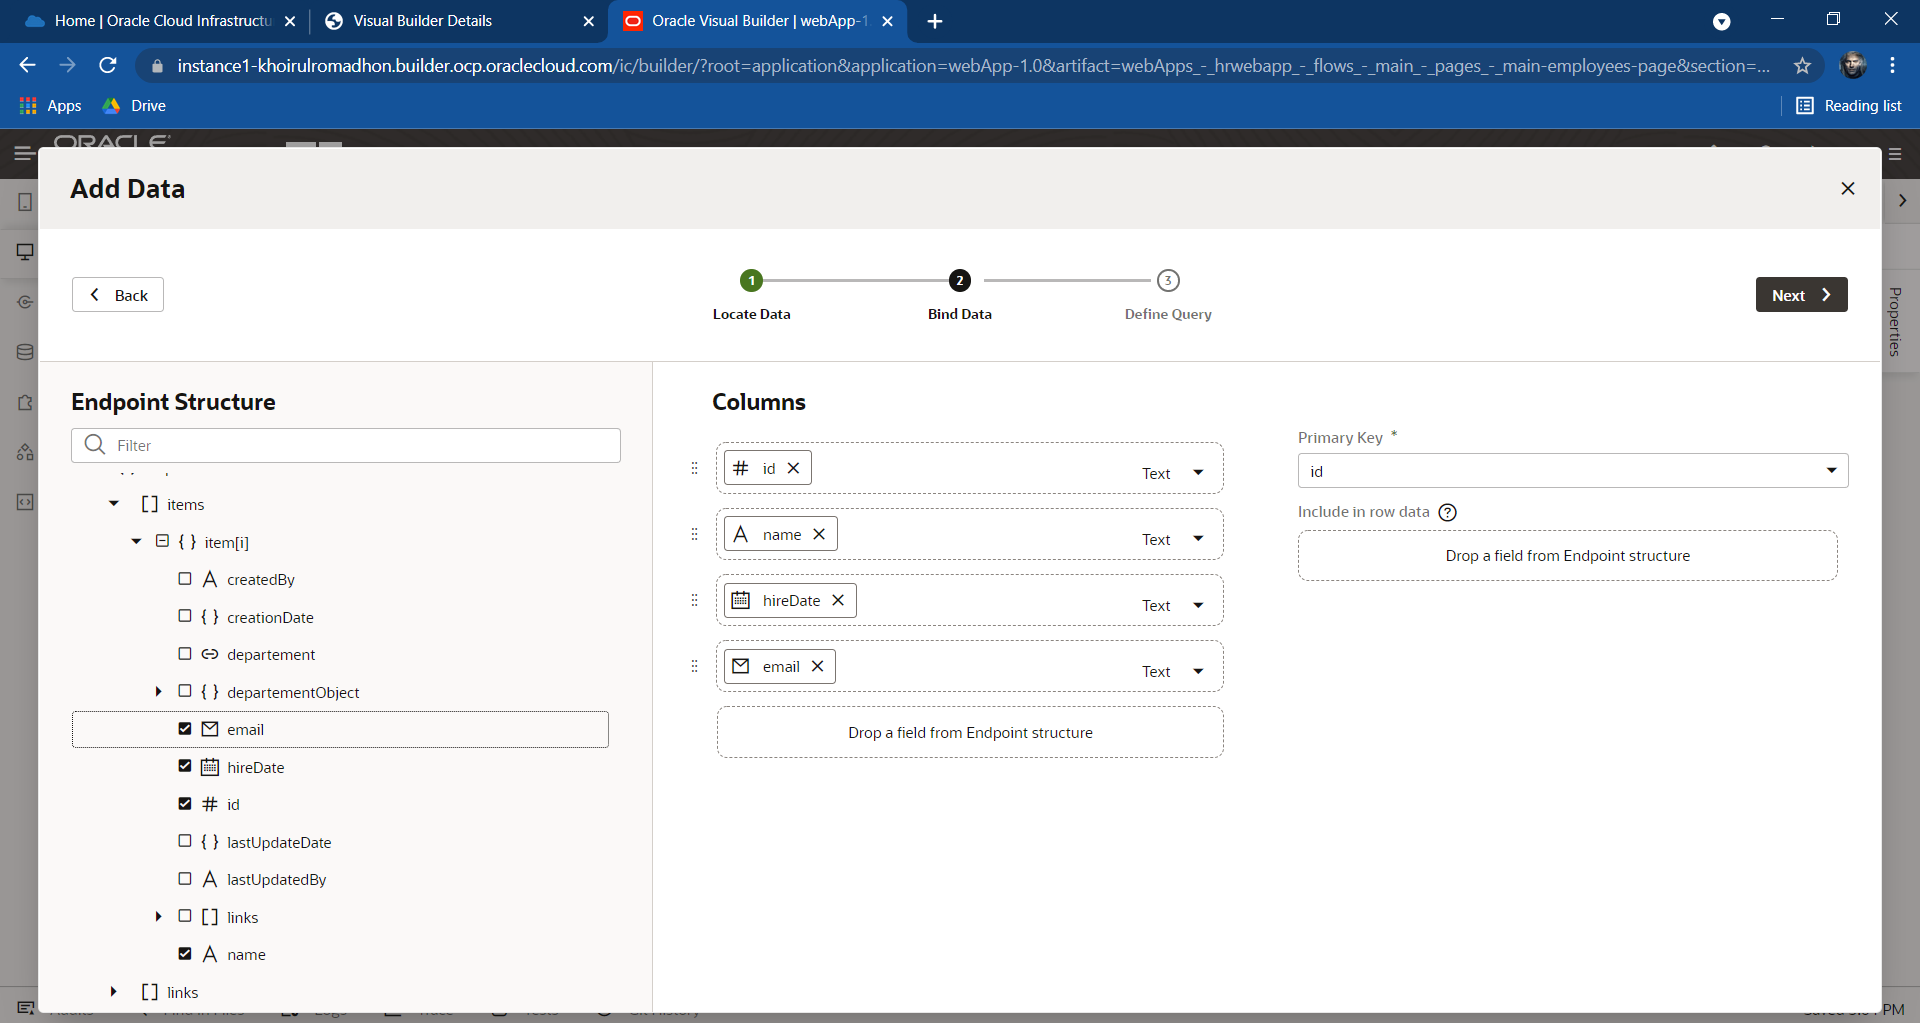 Home | Oracle Cloud Infrastructu
Visual Builder Details
Oracle Visual Builder | webApp-1.
instance1-khoirulromadhon.builder.ocp.oraclecloud.com/ic/builder/?root=application&application=webApp-1.0&artifact=webApps_-_hrwebapp_-_flows_-_main_-_pages_-_main-employees-page&section=...
Apps
Drive
Reading list
ORACLE
Add Data
Back
1
2
3
Locate Data
Bind Data
Define Query
Next
Properties
Endpoint Structure
Filter
items
item[i]
createdBy
creationDate
departement
departementObject
email
hireDate
id
lastUpdateDate
lastUpdatedBy
links
name
links
Columns
id
Text
name
Text
hireDate
Text
email
Text
Drop a field from Endpoint structure
Primary Key *
id
Include in row data
Drop a field from Endpoint structure
PM